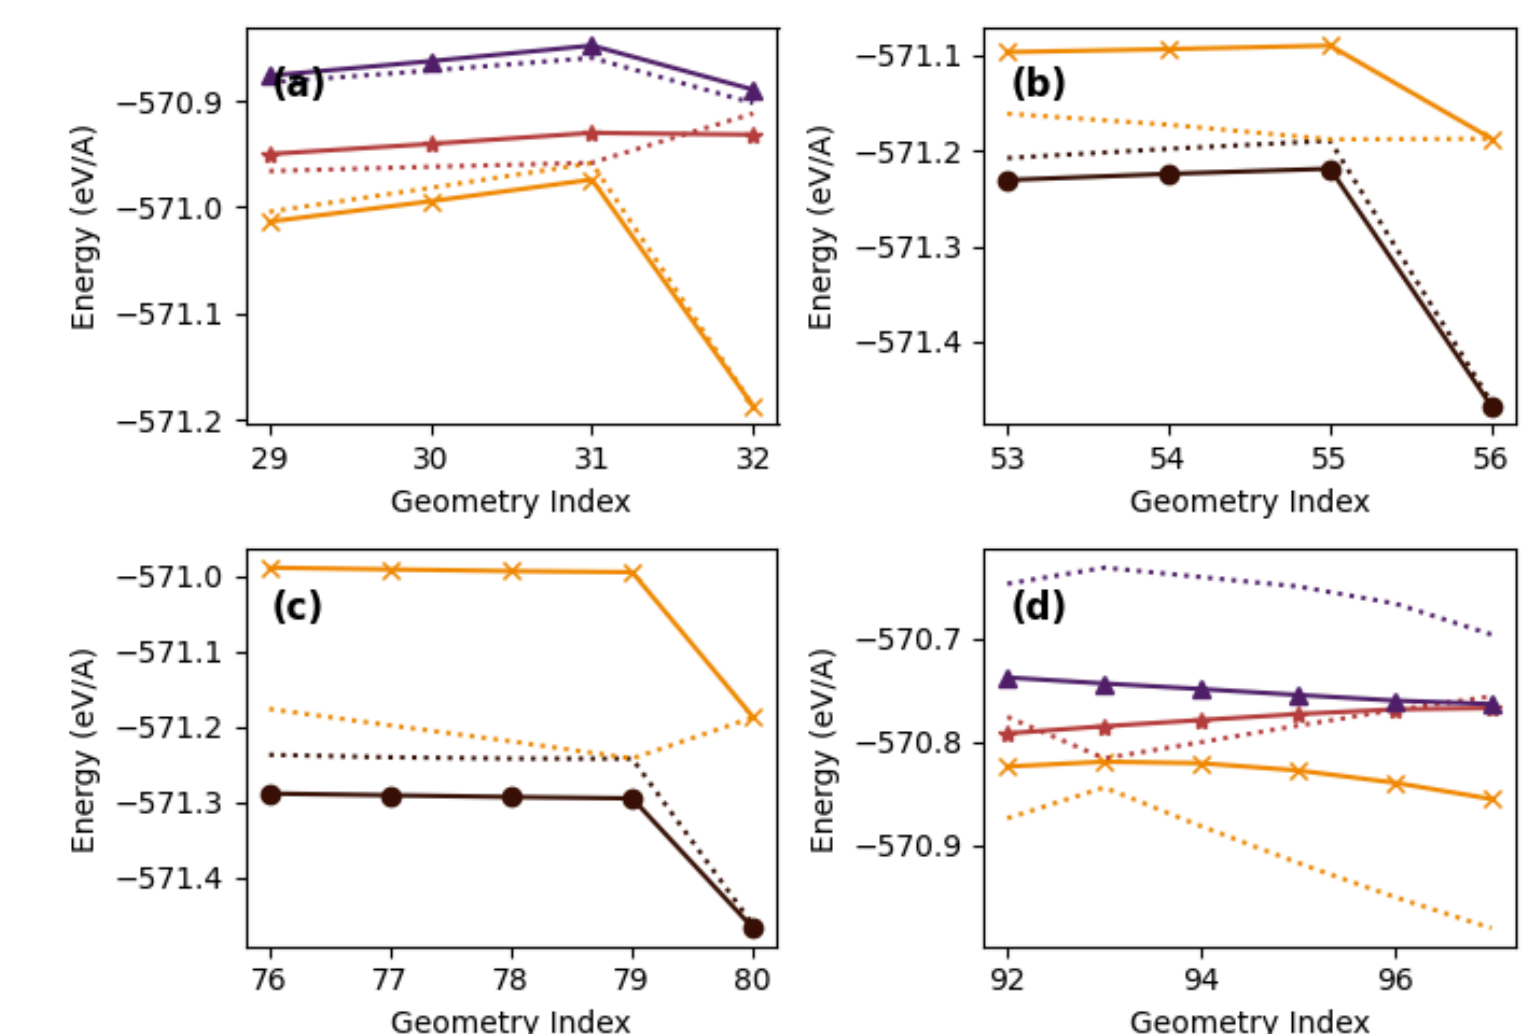 (a)
Energy (eV/A)
−570.9
−571.0
−571.1
−571.2
29 30 31 32
Geometry Index
(b)
Energy (eV/A)
−571.1
−571.2
−571.3
−571.4
53 54 55 56
Geometry Index
(c)
Energy (eV/A)
−571.0
−571.1
−571.2
−571.3
−571.4
76 77 78 79 80
Geometry Index
(d)
Energy (eV/A)
−570.7
−570.8
−570.9
92 94 96
Geometry Index